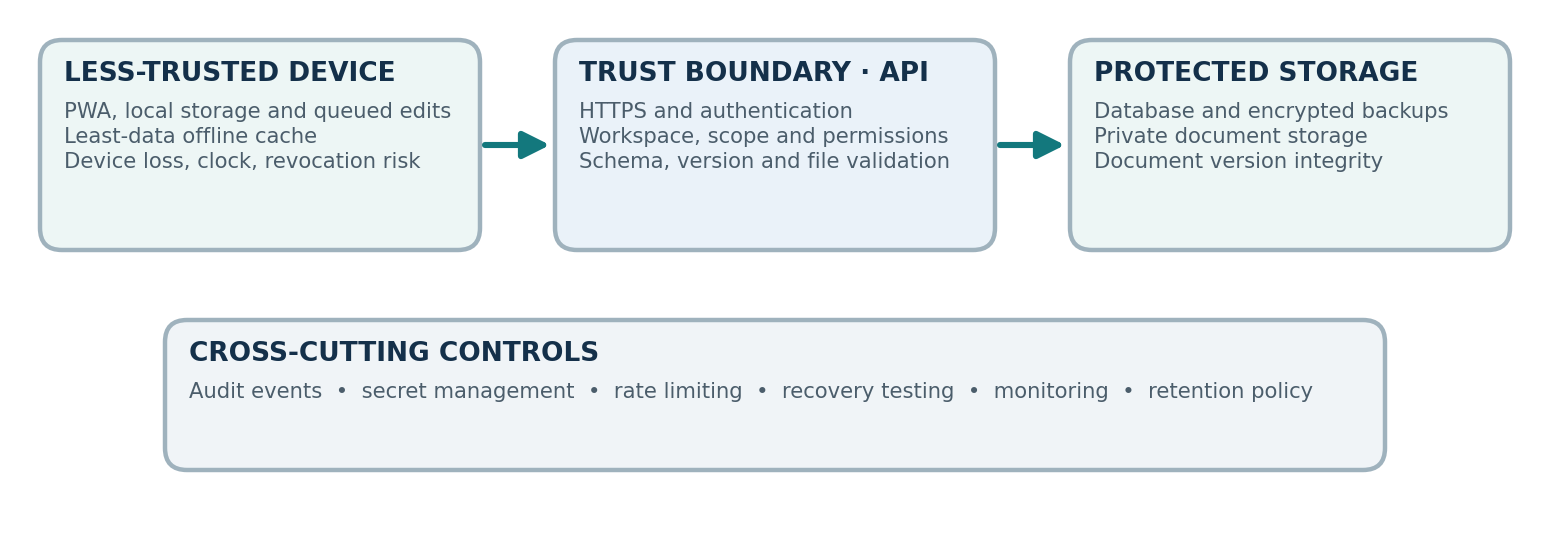 LESS-TRUSTED DEVICE
PWA, local storage and queued edits
Least-data offline cache
Device loss, clock, revocation risk
TRUST BOUNDARY · API
HTTPS and authentication
Workspace, scope and permissions
Schema, version and file validation
PROTECTED STORAGE
Database and encrypted backups
Private document storage
Document version integrity
CROSS-CUTTING CONTROLS
Audit events • secret management • rate limiting • recovery testing • monitoring • retention policy